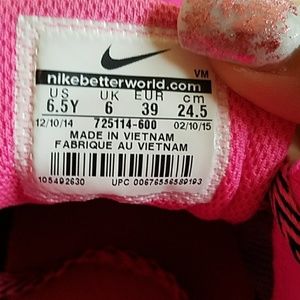 VM
nikebetterworld.com
US UK EUR cm
6.5Y 6 39 24.5
12/10/14 725114-600 02/10/15
MADE IN VIETNAM
FABRIQUE AU VIETNAM
105492630 UPC 00676556589193